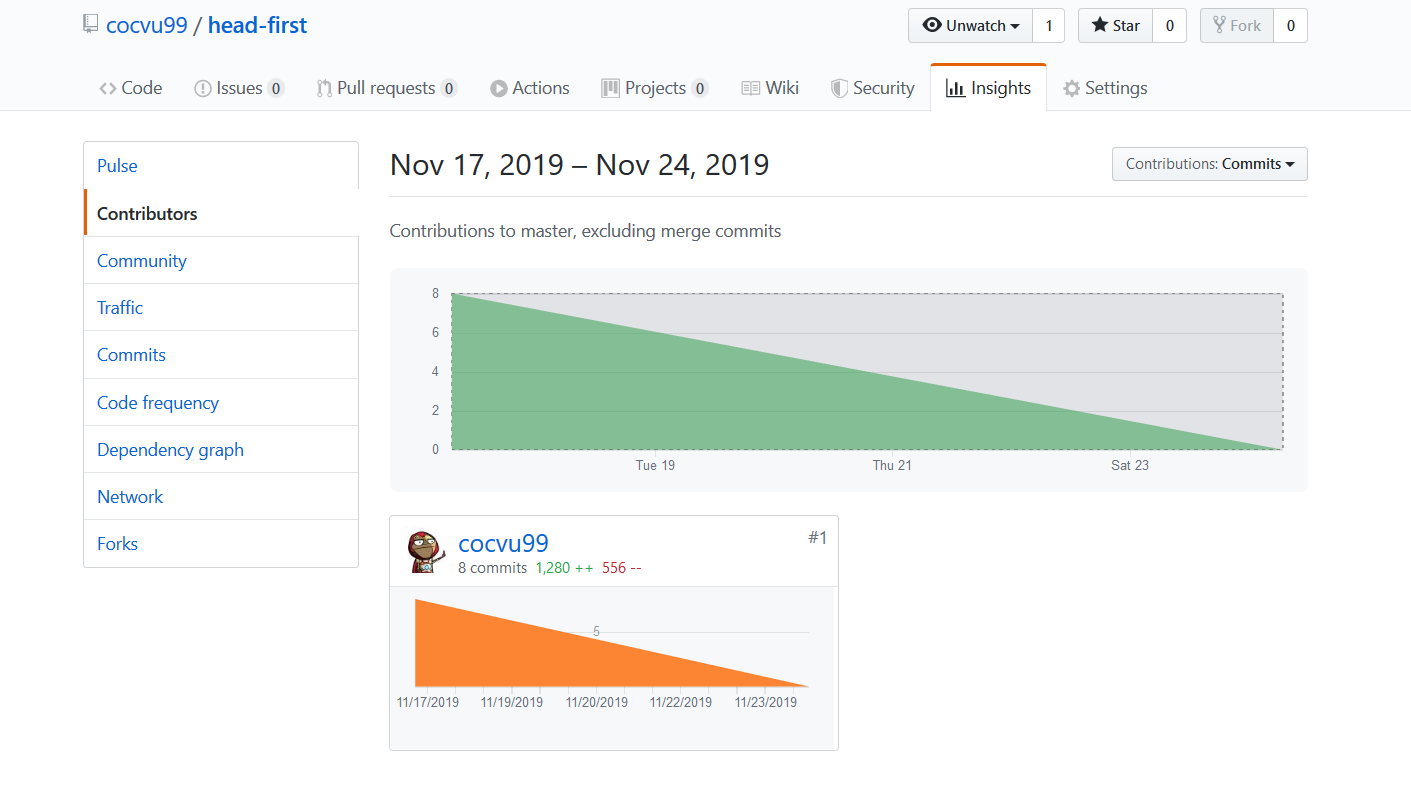 cocvu99 / head-first
Unwatch 1 Star 0 Fork 0
Code Issues 0 Pull requests 0 Actions Projects 0 Wiki Security Insights Settings
Pulse
Contributors
Community
Traffic
Commits
Code frequency
Dependency graph
Network
Forks
Nov 17, 2019 – Nov 24, 2019
Contributions: Commits
Contributions to master, excluding merge commits
8
6
4
2
0
Tue 19 Thu 21 Sat 23
cocvu99 #1
8 commits 1,280 ++ 556 --
5
11/17/2019 11/19/2019 11/20/2019 11/22/2019 11/23/2019